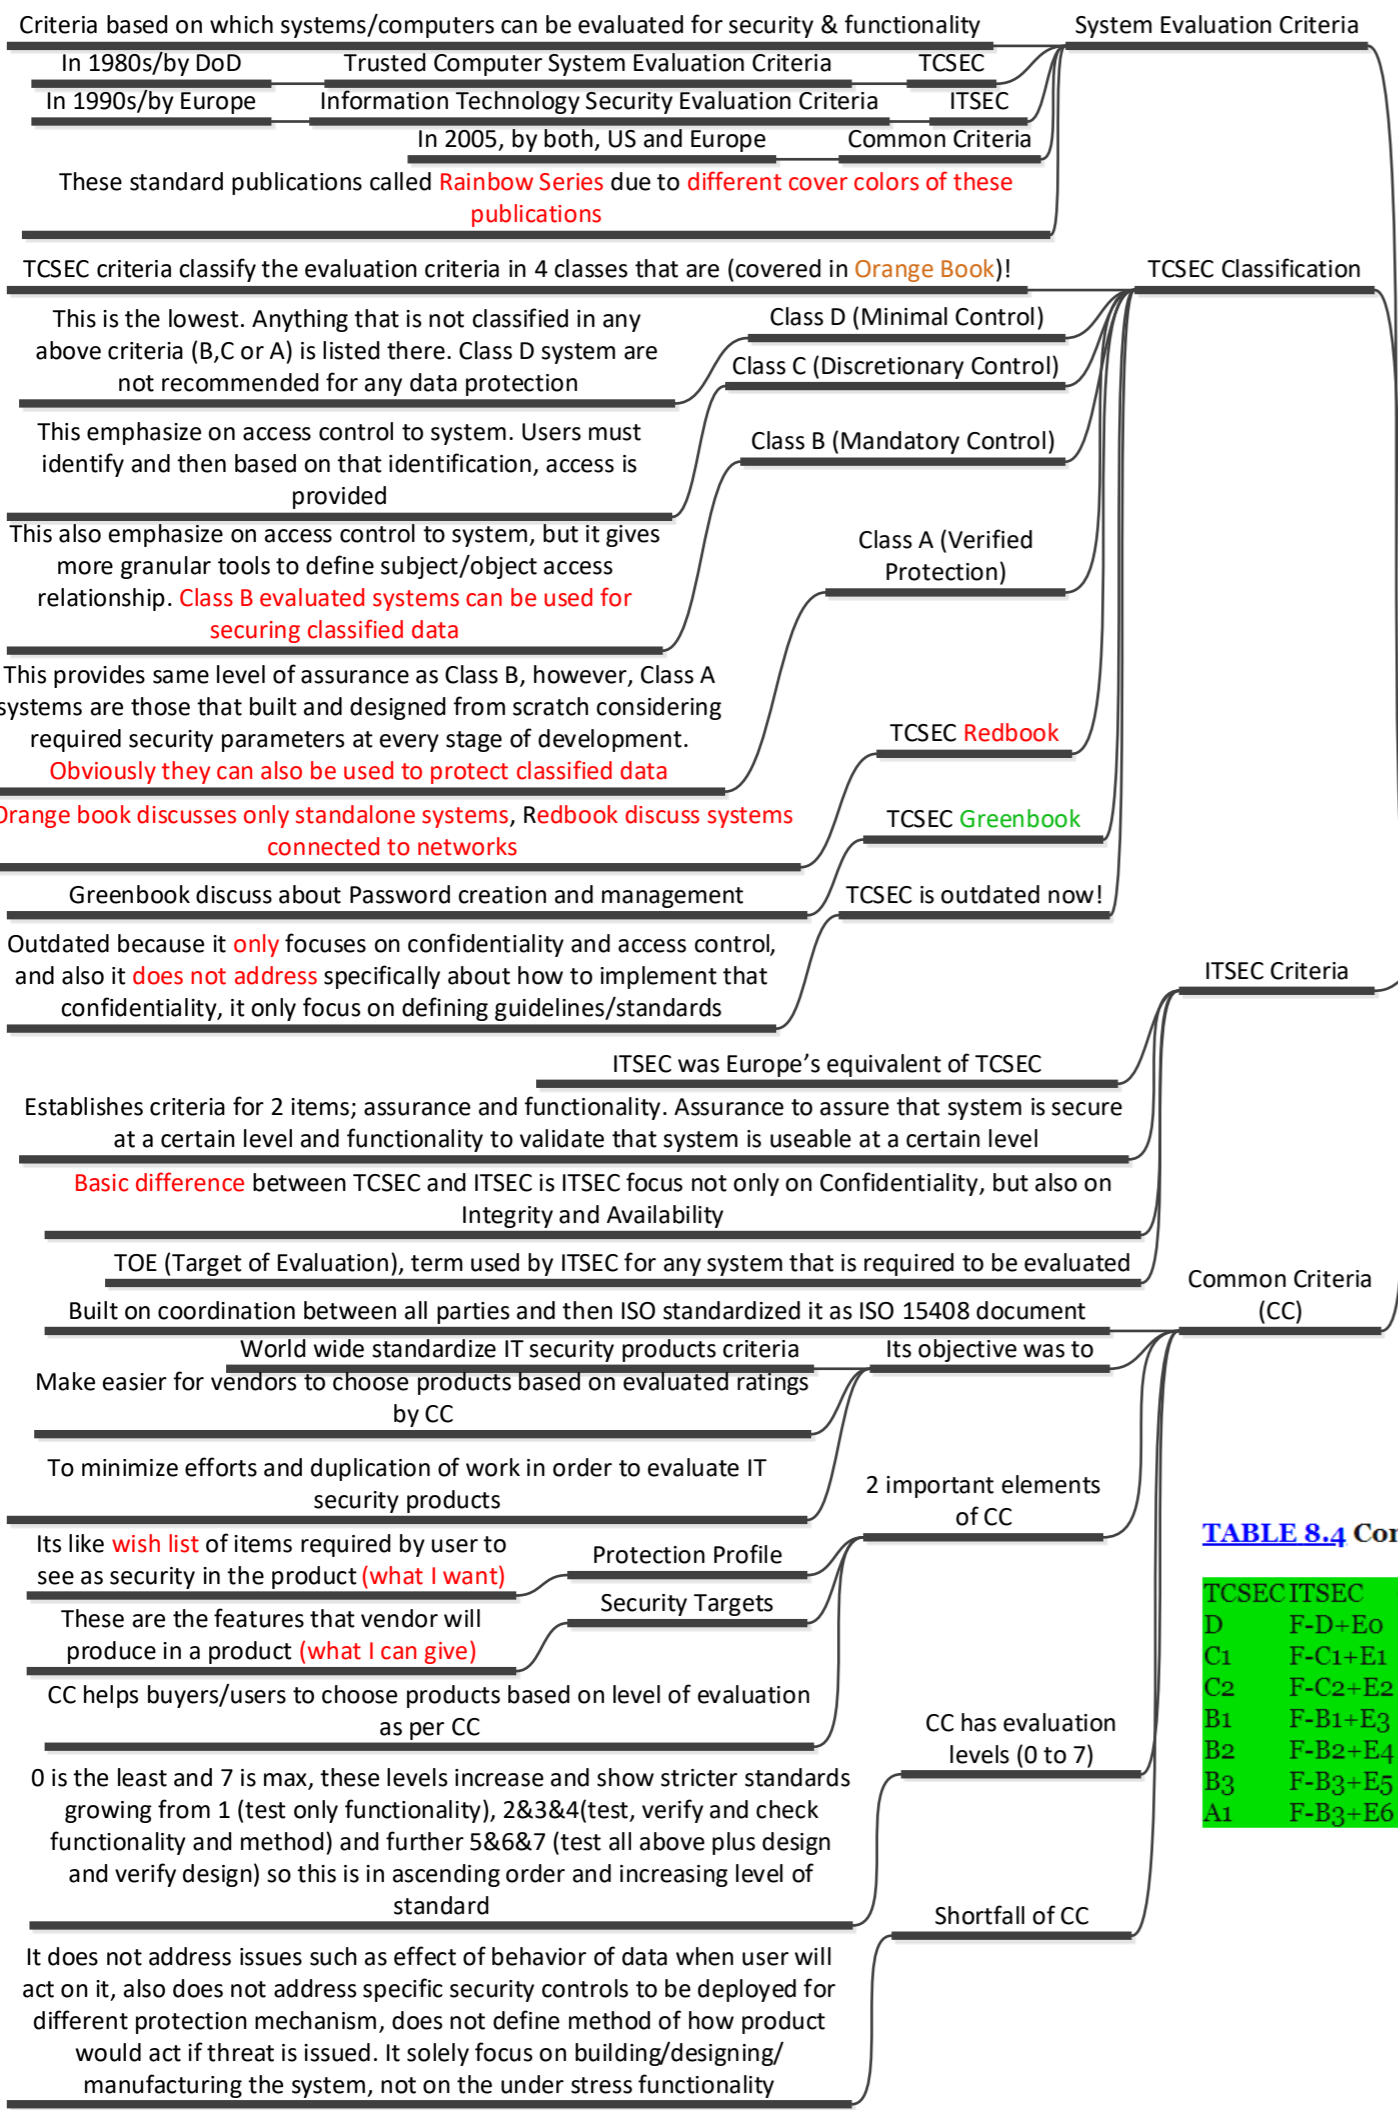 Criteria based on which systems/computers can be evaluated for security & functionality
System Evaluation Criteria
In 1980s/by DoD
Trusted Computer System Evaluation Criteria
TCSEC
In 1990s/by Europe
Information Technology Security Evaluation Criteria
ITSEC
In 2005, by both, US and Europe
Common Criteria
These standard publications called Rainbow Series due to different cover colors of these
publications
TCSEC criteria classify the evaluation criteria in 4 classes that are (covered in Orange Book)!
TCSEC Classification
Class D (Minimal Control)
This is the lowest. Anything that is not classified in any
above criteria (B,C or A) is listed there. Class D system are
not recommended for any data protection
Class C (Discretionary Control)
This emphasize on access control to system. Users must
identify and then based on that identification, access is
provided
Class B (Mandatory Control)
This also emphasize on access control to system, but it gives
more granular tools to define subject/object access
relationship. Class B evaluated systems can be used for
securing classified data
Class A (Verified
Protection)
This provides same level of assurance as Class B, however, Class A
systems are those that built and designed from scratch considering
required security parameters at every stage of development.
Obviously they can also be used to protect classified data
TCSEC Redbook
Orange book discusses only standalone systems, Redbook discuss systems
connected to networks
TCSEC Greenbook
Greenbook discuss about Password creation and management
TCSEC is outdated now!
Outdated because it only focuses on confidentiality and access control,
and also it does not address specifically about how to implement that
confidentiality, it only focus on defining guidelines/standards
ITSEC Criteria
ITSEC was Europe’s equivalent of TCSEC
Establishes criteria for 2 items; assurance and functionality. Assurance to assure that system is secure
at a certain level and functionality to validate that system is useable at a certain level
Basic difference between TCSEC and ITSEC is ITSEC focus not only on Confidentiality, but also on
Integrity and Availability
TOE (Target of Evaluation), term used by ITSEC for any system that is required to be evaluated
Common Criteria
(CC)
Built on coordination between all parties and then ISO standardized it as ISO 15408 document
Its objective was to
World wide standardize IT security products criteria
Make easier for vendors to choose products based on evaluated ratings
by CC
To minimize efforts and duplication of work in order to evaluate IT
security products
2 important elements
of CC
Protection Profile
Its like wish list of items required by user to
see as security in the product (what I want)
Security Targets
These are the features that vendor will
produce in a product (what I can give)
CC helps buyers/users to choose products based on level of evaluation
as per CC
CC has evaluation
levels (0 to 7)
0 is the least and 7 is max, these levels increase and show stricter standards
growing from 1 (test only functionality), 2&3&4(test, verify and check
functionality and method) and further 5&6&7 (test all above plus design
and verify design) so this is in ascending order and increasing level of
standard
Shortfall of CC
It does not address issues such as effect of behavior of data when user will
act on it, also does not address specific security controls to be deployed for
different protection mechanism, does not define method of how product
would act if threat is issued. It solely focus on building/designing/
manufacturing the system, not on the under stress functionality
TABLE 8.4
TCSEC ITSEC
D F-D+E0
C1 F-C1+E1
C2 F-C2+E2
B1 F-B1+E3
B2 F-B2+E4
B3 F-B3+E5
A1 F-B3+E6